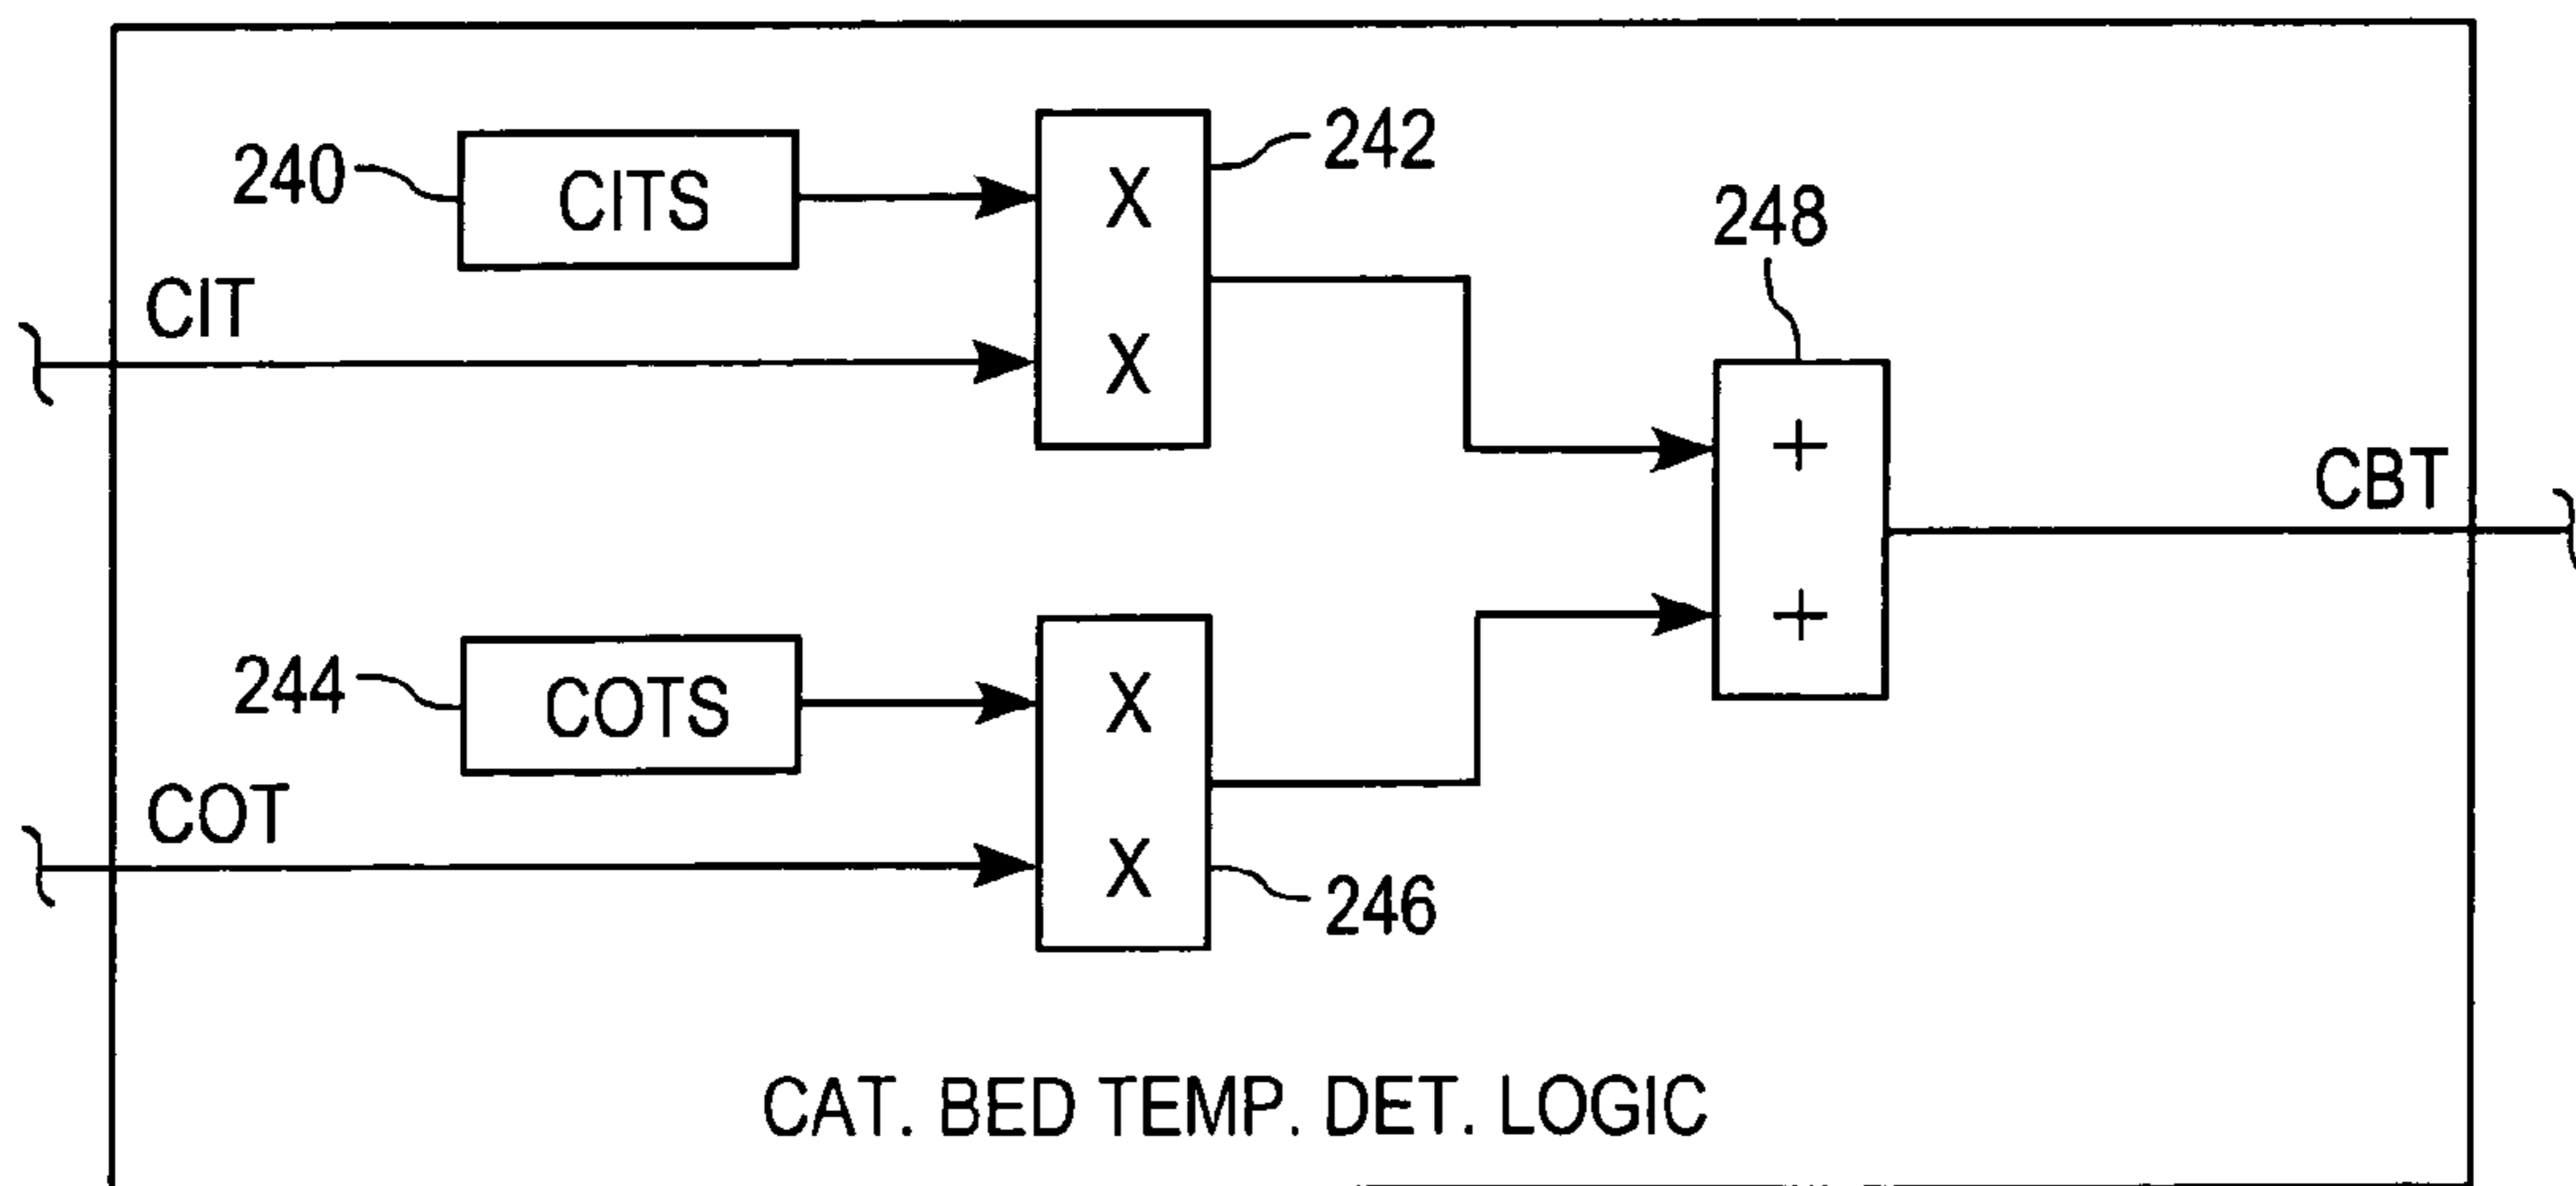 240
CITS
X
242
CIT
X
248
+
CBT
+
244
COTS
X
COT
X
246
CAT. BED TEMP. DET. LOGIC